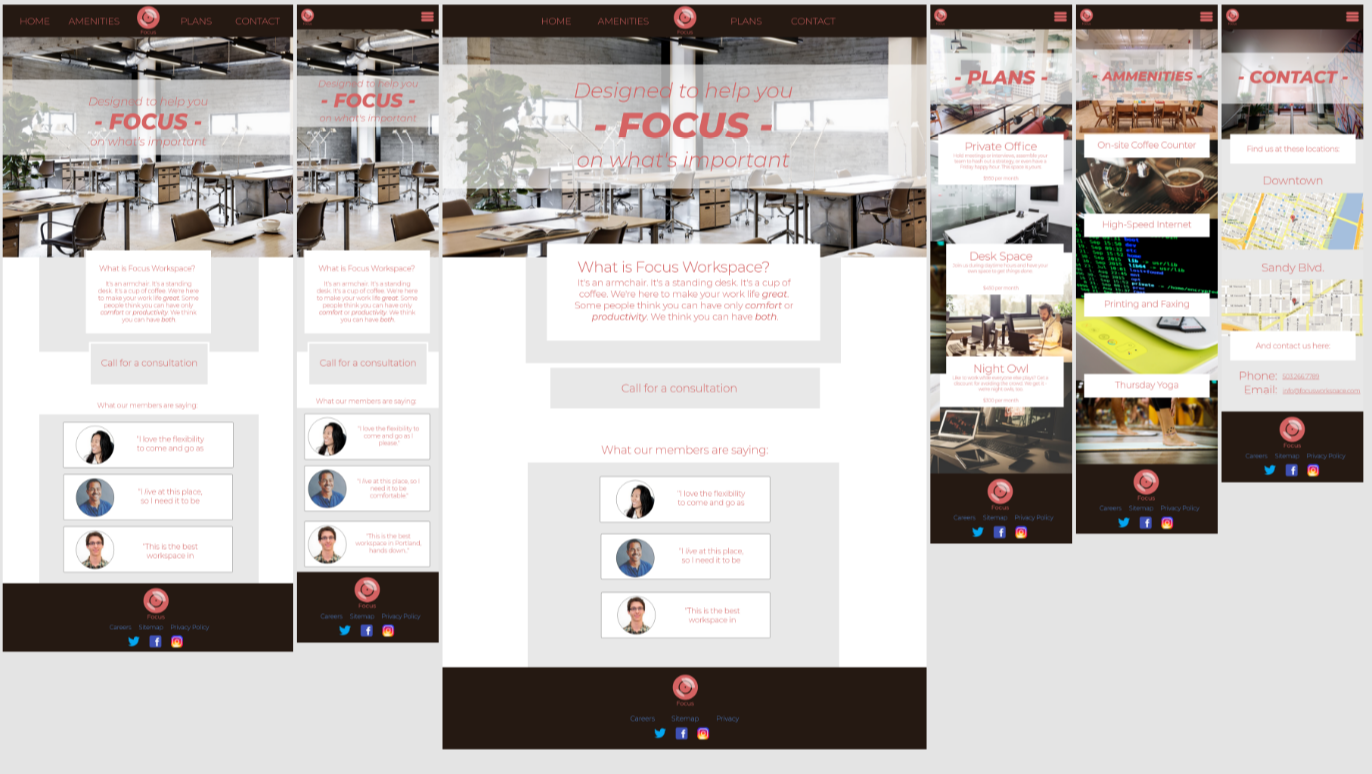 HOME AMENITIES PLANS CONTACT
Focus
Designed to help you
- FOCUS -
on what's important
What is Focus Workspace?
It's an armchair. It's a standing
desk. It's a cup of coffee. We're here
to make your work life great. Some
people think you can have only
comfort or productivity. We think
you can have both.
Call for a consultation
What our members are saying:
"I love the flexibility
to come and go as
"I live at this place,
so I need it to be
"This is the best
workspace in
Focus
Careers Sitemap Privacy Policy
Designed to help you
- FOCUS -
on what's important
What is Focus Workspace?
It's an armchair. It's a standing
desk. It's a cup of coffee. We're here
to make your work life great. Some
people think you can have only
comfort or productivity. We think
you can have both.
Call for a consultation
What our members are saying:
"I love the flexibility to
come and go as I
please."
"I live at this place, so I
need it to be
comfortable."
"This is the best
workspace in Portland,
hands down."
Focus
Careers Sitemap Privacy Policy
HOME AMENITIES PLANS CONTACT
Focus
Designed to help you
- FOCUS -
on what's important
What is Focus Workspace?
It's an armchair. It's a standing desk. It's a cup of
coffee. We're here to make your work life great.
Some people think you can have only comfort or
productivity. We think you can have both.
Call for a consultation
What our members are saying:
"I love the flexibility
to come and go as
"I live at this place,
so I need it to be
"This is the best
workspace in
Focus
Careers Sitemap Privacy
- PLANS -
Private Office
Desk Space
Night Owl
Focus
Careers Sitemap Privacy Policy
- AMMENITIES -
On-site Coffee Counter
High-Speed Internet
Printing and Faxing
Thursday Yoga
Focus
Careers Sitemap Privacy Policy
- CONTACT -
Find us at these locations
Downtown
Sandy Blvd.
And contact us here:
Phone:
Email:
Focus
Careers Sitemap Privacy Policy